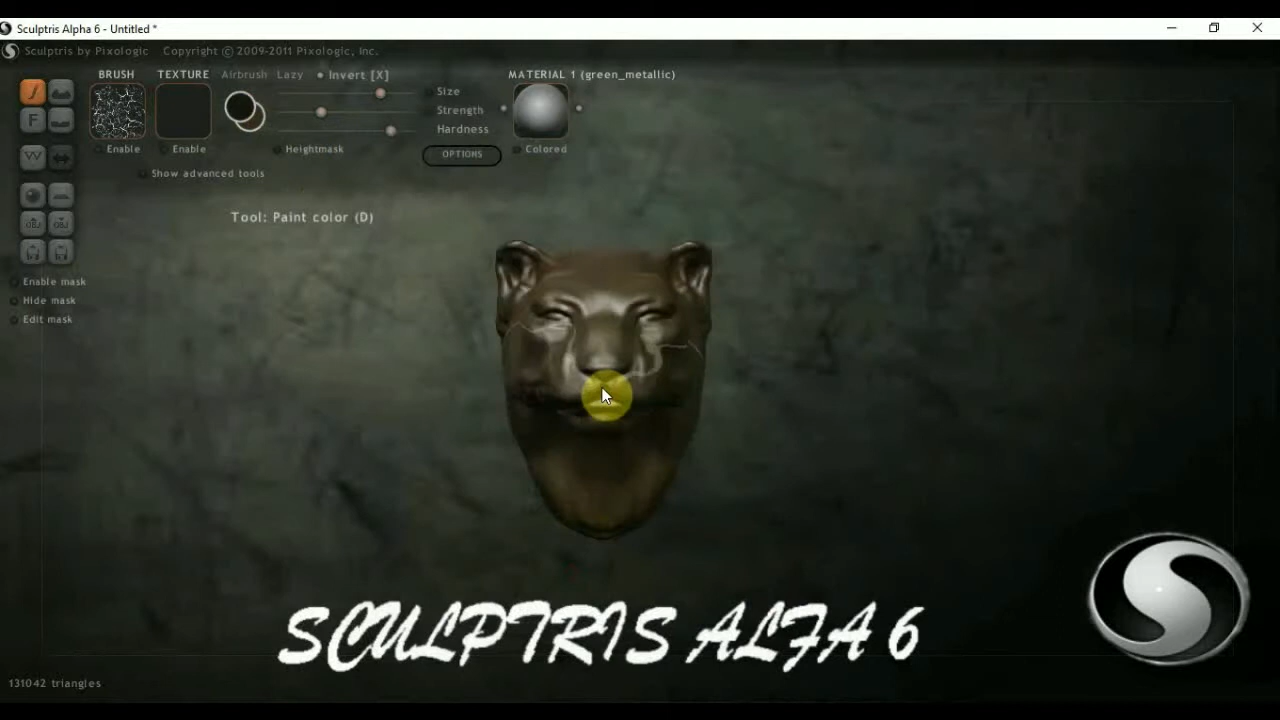 Sculptris Alpha 6 - Untitled *
Sculptris by Pixologic Copyright © 2009-2011 Pixologic, Inc.
BRUSH TEXTURE Airbrush Lazy Invert [X] MATERIAL 1 (green_metallic)
Size
F Strength
Hardness
Enable Enable Heightmask OPTIONS Colored
Show advanced tools
Tool: Paint color (D)
OBJ OBJ
Enable mask
Hide mask
Edit mask
SCULPTRIS ALFA 6
131042 triangles